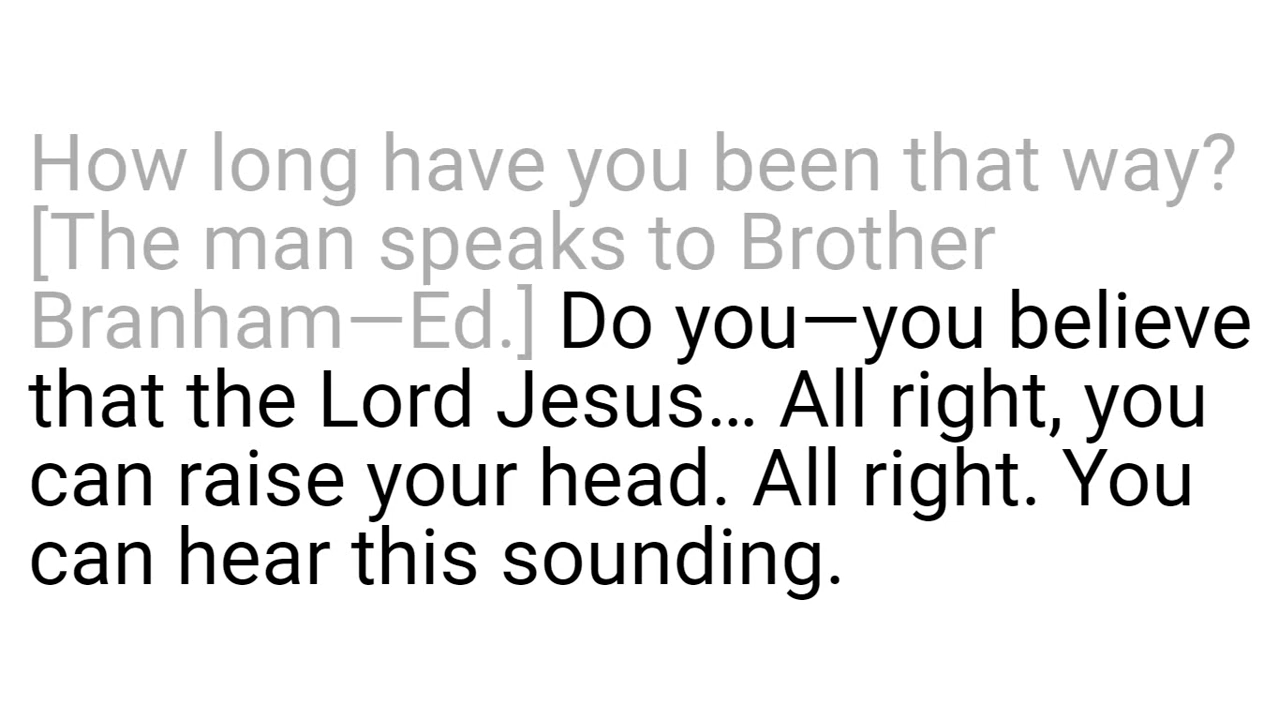 How long have you been that way?
[The man speaks to Brother
Branham—Ed.] Do you—you believe
that the Lord Jesus... All right, you
can raise your head. All right. You
can hear this sounding.